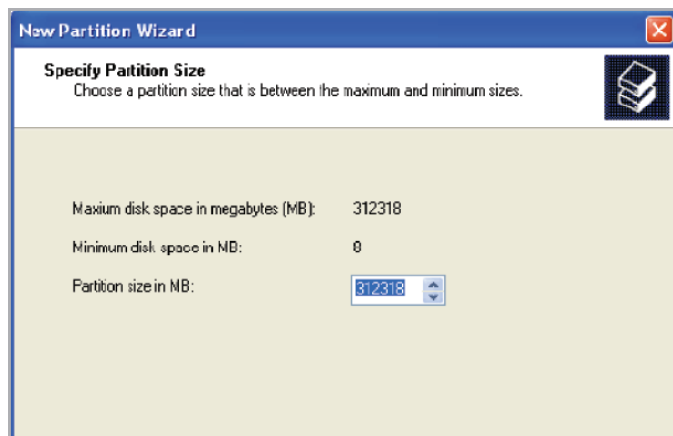 New Partition Wizard
Specify Partition Size
Choose a partition size that is between the maximum and minimum sizes.
Maxium disk space in megabytes (MB): 312318
Minimum disk space in MB: 8
Partition size in MB: 312318